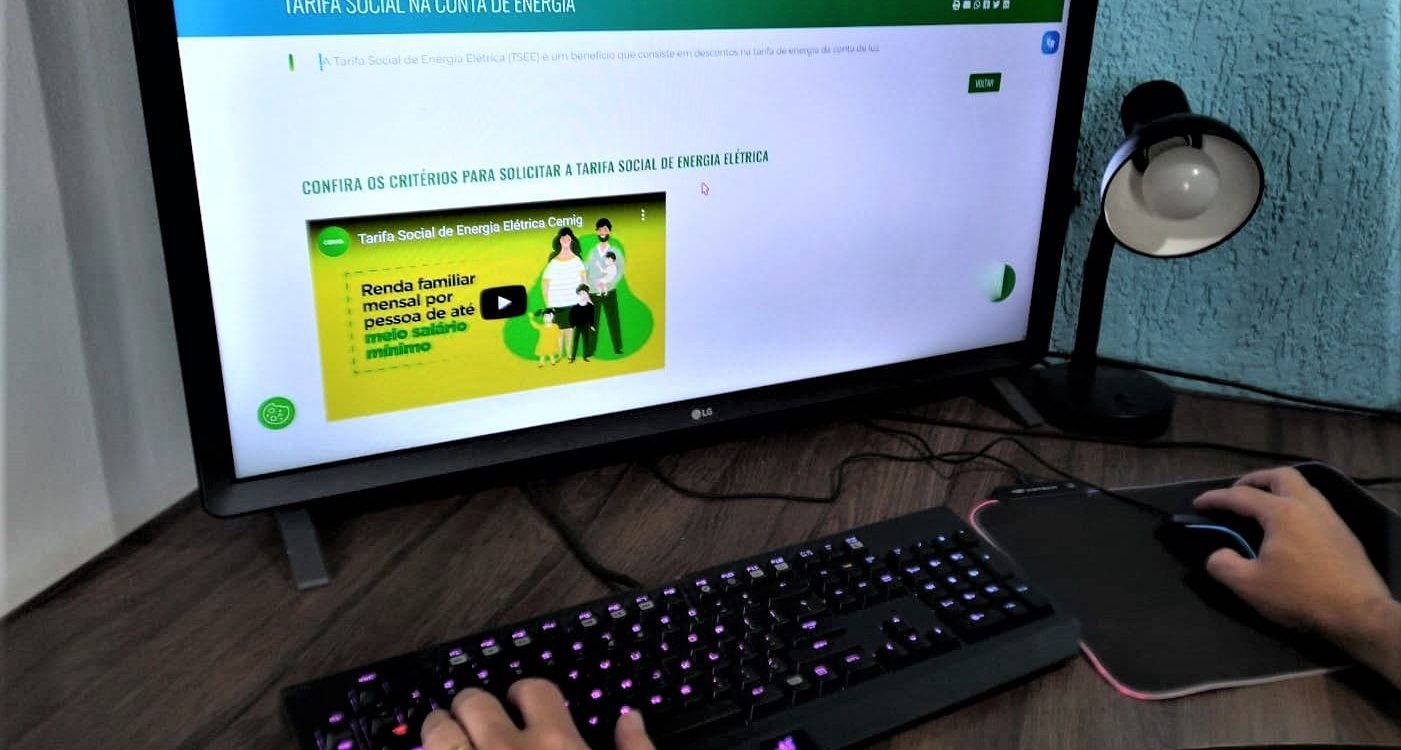 TARIFA SOCIAL NA CONTA DE ENERGIA
A Tarifa Social de Energia Elétrica (TSEE) é um benefício que consiste em descontos na tarifa de energia da conta de luz.
VOLTAR
CONFIRA OS CRITÉRIOS PARA SOLICITAR A TARIFA SOCIAL DE ENERGIA ELÉTRICA
CEMIG
Tarifa Social de Energia Elétrica Cemig
Renda familiar
mensal por
pessoa de até
meio salário
mínimo
LG